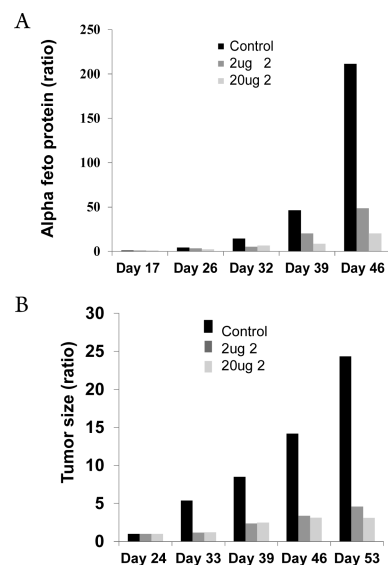 A
Alpha feto protein (ratio)
250
200
150
100
50
0
Control
2ug 2
20ug 2
Day 17 Day 26 Day 32 Day 39 Day 46
B
Tumor size (ratio)
30
25
20
15
10
5
0
Control
2ug 2
20ug 2
Day 24 Day 33 Day 39 Day 46 Day 53